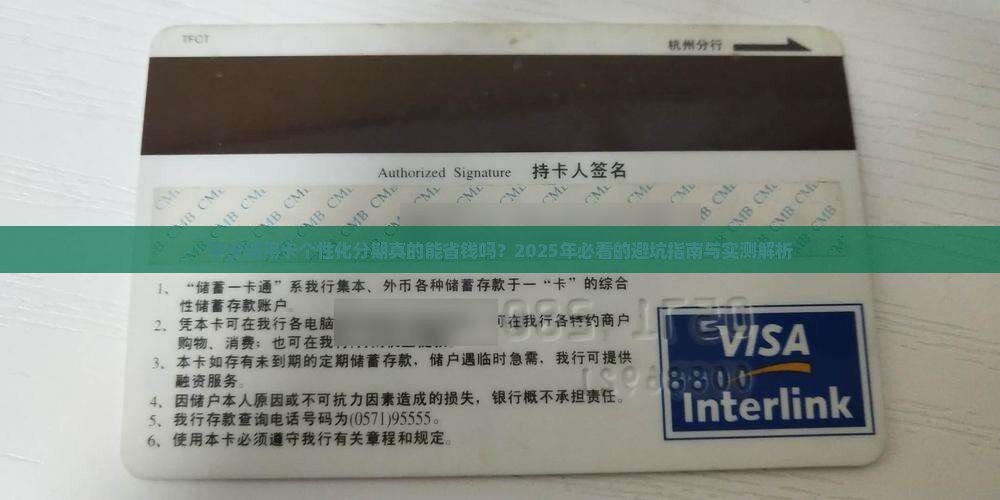 杭州分行
Authorized Signature 持卡人签名
CMB CMB CMB CMB CMB CMB CMB
卡个性化分期真的能省钱吗？2025年必看的避坑指南与实测解析
1、“储蓄一卡通”系我行集本、外币各种储蓄存款于一“卡”的综合
性储蓄存款账户
2、凭本卡可在我行各电脑 可在我行各特约商户
购物、消费；也可在我
3、本卡如存有未到期的定期储蓄存款，储户遇临时急需，我行可提供
融资服务。
4、因储户本人原因或不可抗力因素造成的损失，银行概不承担责任。
5、我行存款查询电话号码为(0571)95555。
6、使用本卡必须遵守我行有关章程和规定。
VISA
Interlink